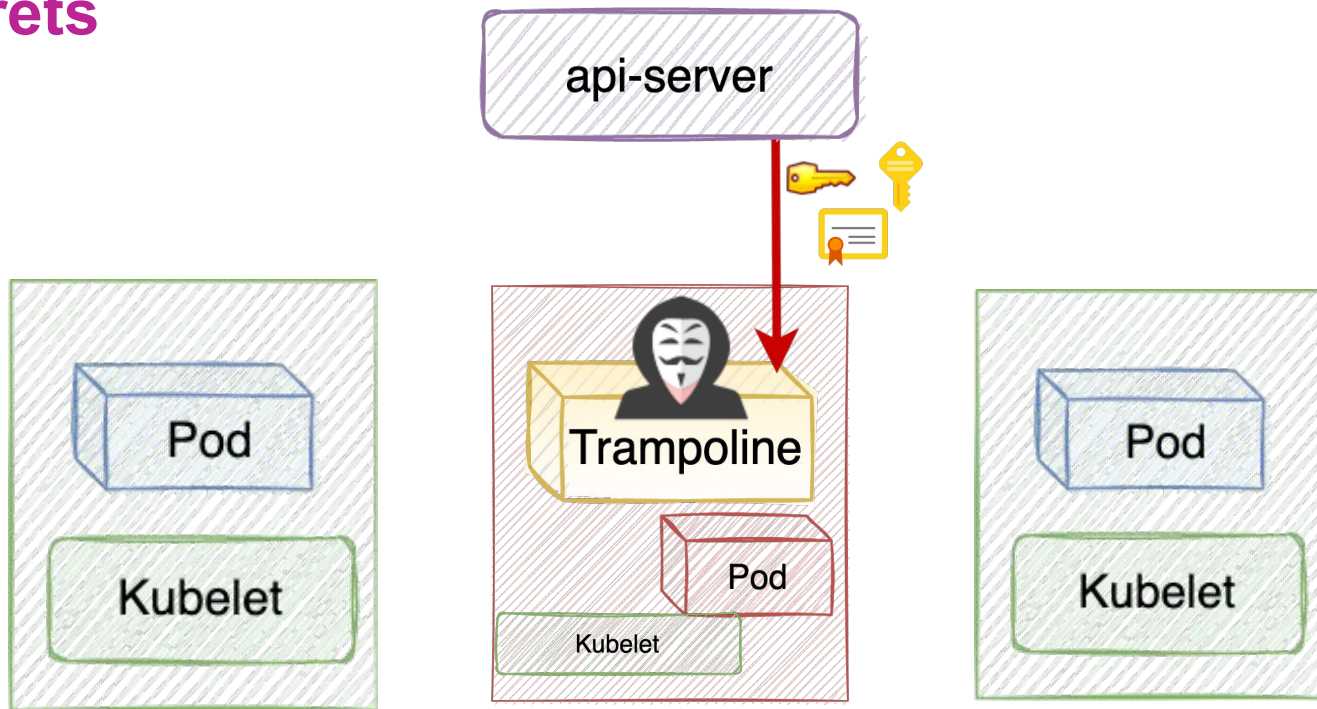 rets
api-server
Pod
Kubelet
Trampoline
Pod
Kubelet
Pod
Kubelet